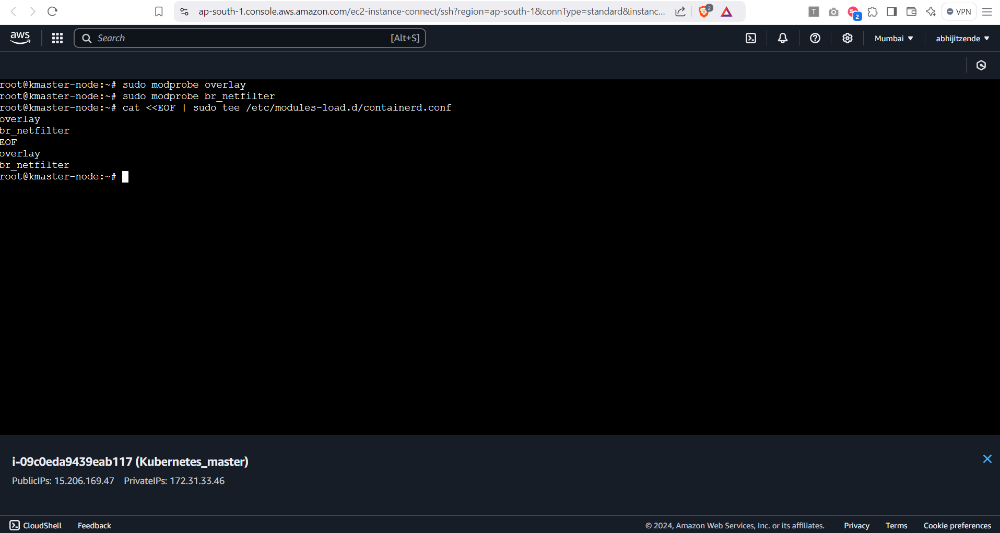 ap-south-1.console.aws.amazon.com/ec2-instance-connect/ssh?region=ap-south-1&connType=standard&instanc...
2
T
2
VPN
aws
Search
[Alt+S]
Mumbai
abhijitzende
root@kmaster-node:~# sudo modprobe overlay
root@kmaster-node:~# sudo modprobe br_netfilter
root@kmaster-node:~# cat <<EOF | sudo tee /etc/modules-load.d/containerd.conf
overlay
br_netfilter
EOF
overlay
br_netfilter
root@kmaster-node:~#
i-09c0eda9439eab117 (Kubernetes_master)
PublicIPs: 15.206.169.47 PrivateIPs: 172.31.33.46
CloudShell Feedback
© 2024, Amazon Web Services, Inc. or its affiliates. Privacy Terms Cookie preferences